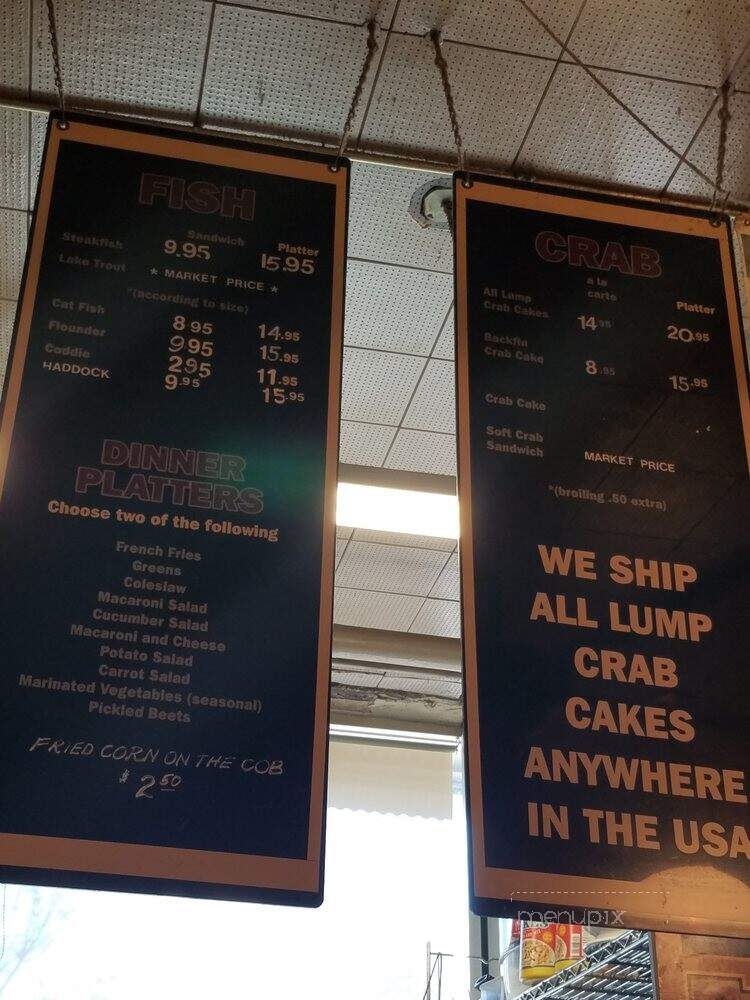 FISH
Sandwich Platter
Steakfish 9.95 15.95
Lake Trout * MARKET PRICE *
*(according to size)
Cat Fish 8.95 14.95
Flounder 9.95 15.95
Coddie 2.95 11.95
HADDOCK 9.95 15.95
DINNER
PLATTERS
Choose two of the following
French Fries
Greens
Coleslaw
Macaroni Salad
Cucumber Salad
Macaroni and Cheese
Potato Salad
Carrot Salad
Marinated Vegetables (seasonal)
Pickled Beets
FRIED CORN ON THE COB
$ 2.50
CRAB
a la
carte Platter
All Lump
Crab Cakes 14.95 20.95
Backfin
Crab Cake 8.95 15.95
Crab Cake
Soft Crab
Sandwich MARKET PRICE
*(broiling .50 extra)
WE SHIP
ALL LUMP
CRAB
CAKES
ANYWHERE
IN THE USA
menupix